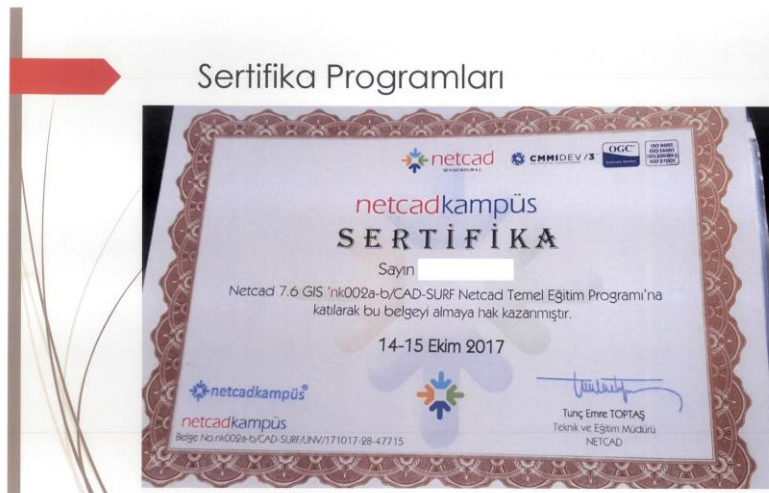 Sertifika Programları
netcad
CMMIDEV/3
OGC
netcadkampüs
SERTİFİKA
Sayın
Netcad 7.6 GIS 'nk002a-b/CAD-SURF Netcad Temel Eğitim Programı'na
katılarak bu belgeyi almaya hak kazanmıştır.
14-15 Ekim 2017
netcadkampüs
netcadkampüs
Belge No:nk002a-b/CAD-SURF/UNV/171017-28-47715
Tunç Emre TOPTAŞ
Teknik ve Eğitim Müdürü
NETCAD